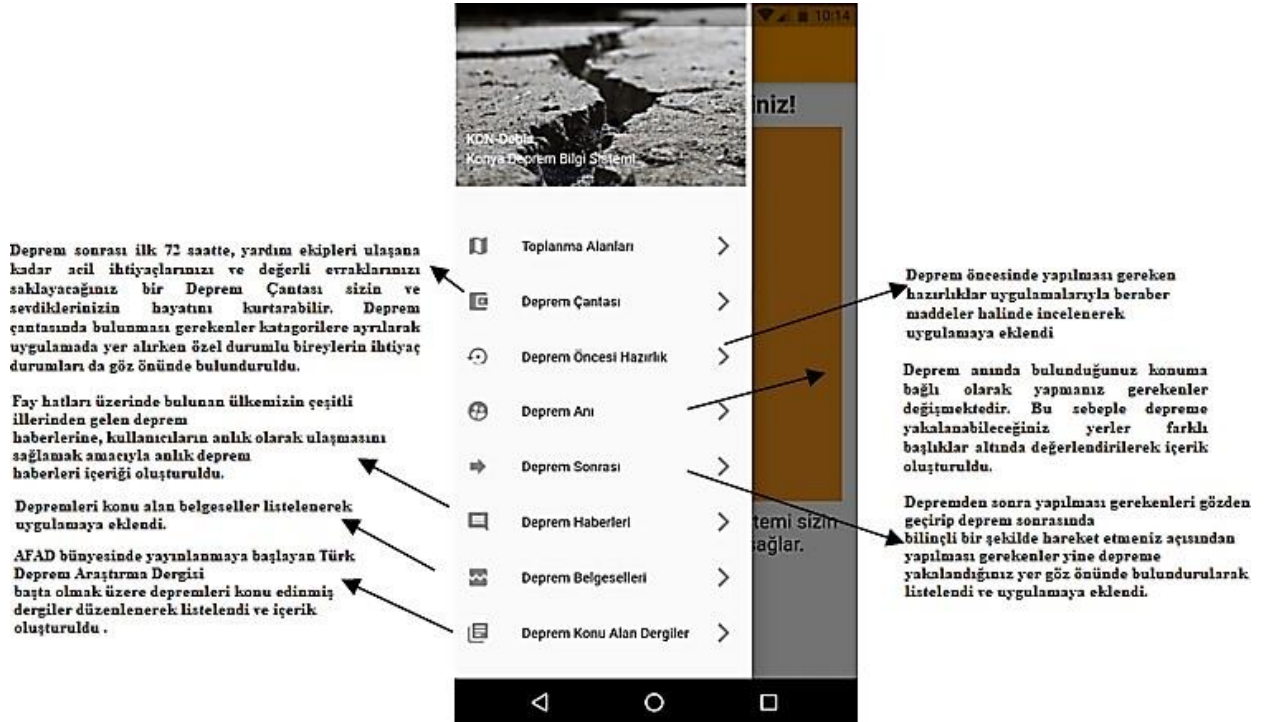 Deprem sonrası ilk 72 saatte, yardım ekipleri ulaşana
kadar acil ihtiyaçlarınızı ve değerli evraklarınızı
saklayacağınız bir Deprem Çantası sizin ve
sevdiklerinizin hayatını kurtarabilir. Deprem
çantasında bulunması gerekenler katagorilere ayrılarak
uygulamada yer alırken özel durumlu bireylerin ihtiyaç
durumları da göz önünde bulunduruldu.
Fay hatları üzerinde bulunan ülkemizin çeşitli
illerinden gelen deprem
haberlerine, kullanıcıların anlık olarak ulaşmasını
sağlamak amacıyla anlık deprem
haberleri içeriği oluşturuldu.
Depremleri konu alan belgeseller listelenerek
uygulamaya eklendi.
AFAD bünyesinde yayınlanmaya başlayan Türk
Deprem Araştırma Dergisi
başta olmak üzere depremleri konu edinmiş
dergiler düzenlenerek listelendi ve içerik
oluşturuldu .
10:14
iniz!
KDN-Debis
Konya Deprem Bilgi Sistemi
Toplanma Alanları
Deprem Çantası
Deprem Öncesi Hazırlık
Deprem Anı
Deprem Sonrası
Deprem Haberleri
Deprem Belgeselleri
Deprem Konu Alan Dergiler
temi sizin
sağlar.
Deprem öncesinde yapılması gereken
hazırlıklar uygulamalarıyla beraber
maddeler halinde incelenerek
uygulamaya eklendi
Deprem anında bulunduğunuz konuma
bağlı olarak yapmanız gerekenler
değişmektedir. Bu sebeple depreme
yakalanabileceğiniz yerler farklı
başlıklar altında değerlendirilerek içerik
oluşturuldu.
Depremden sonra yapılması gerekenleri gözden
geçirip deprem sonrasında
bilinçli bir şekilde hareket etmeniz açısından
yapılması gerekenler yine depreme
yakalandığınız yer göz önünde bulundurularak
listelendi ve uygulamaya eklendi.